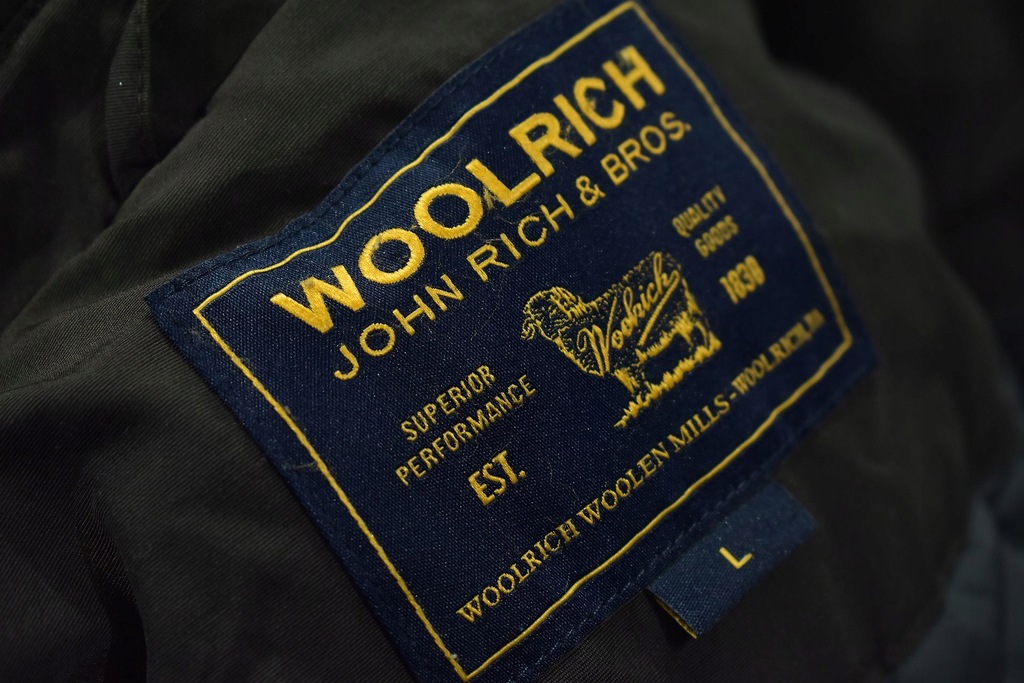 WOOLRICH
JOHN RICH & BROS.
SUPERIOR
PERFORMANCE
EST.
Woolrich
QUALITY
GOODS
1830
WOOLRICH WOOLEN MILLS-WOOLRICH, PA
L